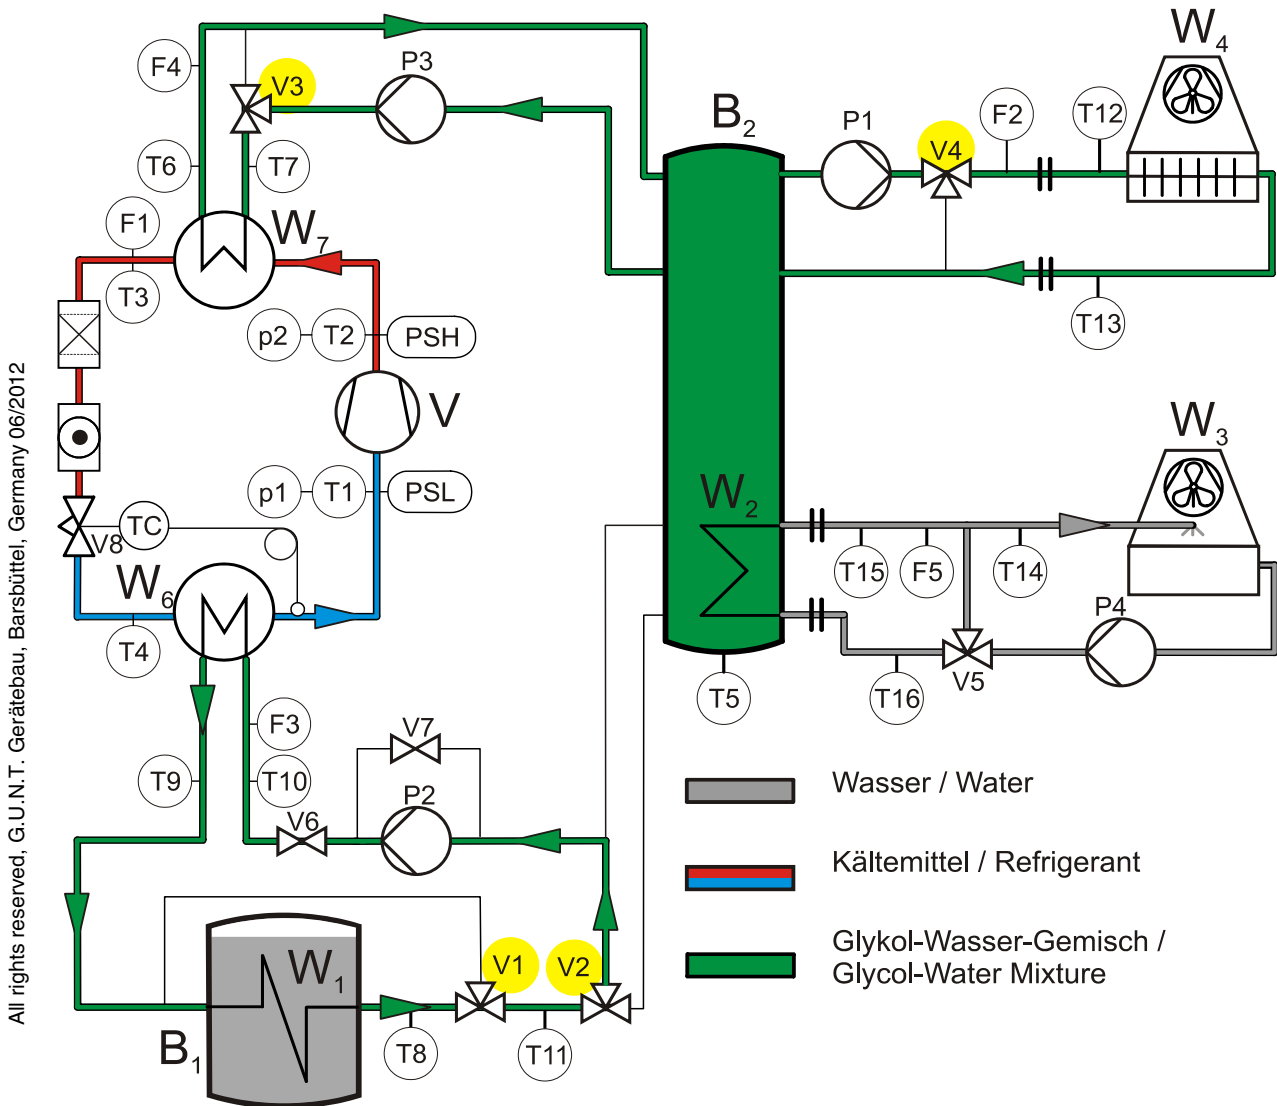 All rights reserved, G.U.N.T. Gerätebau, Barsbüttel, Germany 06/2012
F4
V3
P3
T6
T7
F1
W7
T3
p2
T2
PSH
V
p1
T1
PSL
TC
V8
W6
T4
F3
T9
T10
V7
V6
P2
W1
B1
T8
V1
T11
V2
B2
P1
V4
F2
T12
W4
T13
W3
W2
T15
F5
T14
P4
T16
V5
T5
Wasser / Water
Kältemittel / Refrigerant
Glykol-Wasser-Gemisch /
Glycol-Water Mixture